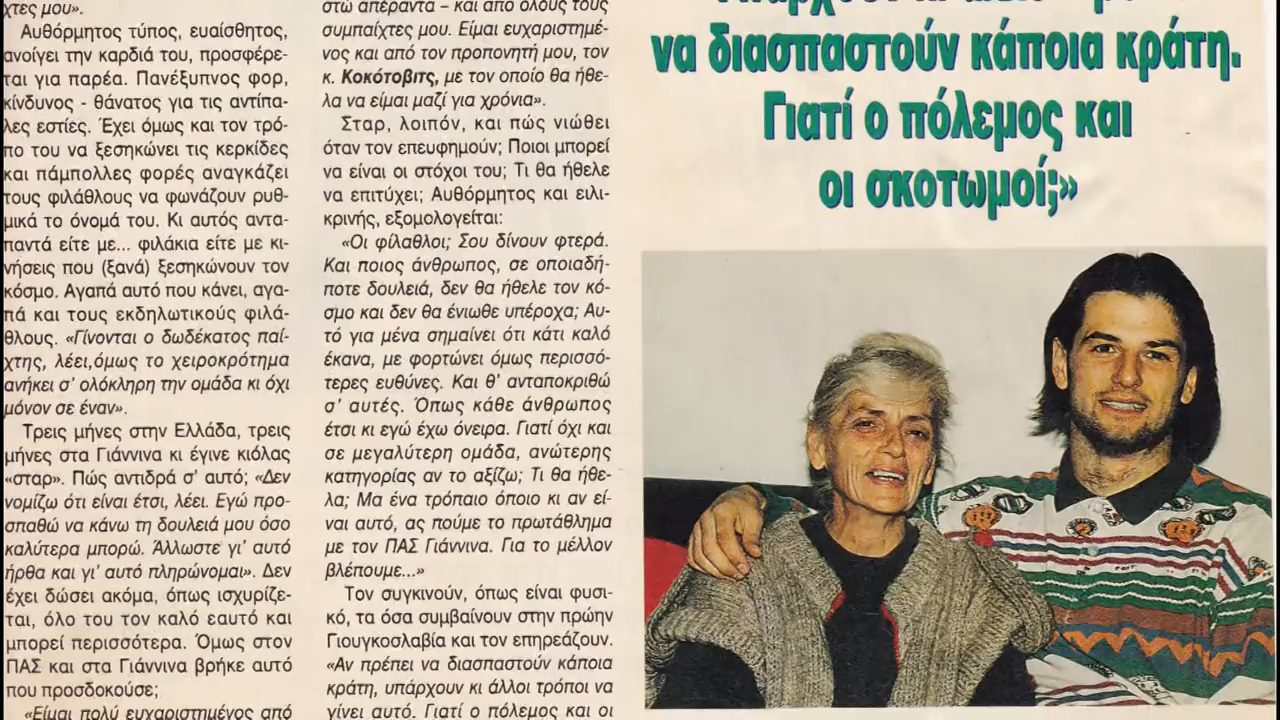 χτες μου».
Αυθόρμητος τύπος, ευαίσθητος,
ανοίγει την καρδιά του, προσφέρε-
ται για παρέα. Πανέξυπνος φορ,
κίνδυνος - θάνατος για τις αντίπα-
λες εστίες. Έχει όμως και τον τρό-
πο του να ξεσηκώνει τις κερκίδες
και πάμπολλες φορές αναγκάζει
τους φιλάθλους να φωνάζουν ρυθ-
μικά το όνομά του. Κι αυτός αντα-
παντά είτε με... φιλάκια είτε με κι-
νήσεις που (ξανά) ξεσηκώνουν τον
κόσμο. Αγαπά αυτό που κάνει, αγα-
πά και τους εκδηλωτικούς φιλά-
θλους. «Γίνονται ο δωδέκατος παί-
χτης, λέει,όμως το χειροκρότημα
ανήκει σ' ολόκληρη την ομάδα κι όχι
μόνον σε έναν».
Τρεις μήνες στην Ελλάδα, τρεις
μήνες στα Γιάννινα κι έγινε κιόλας
«σταρ». Πώς αντιδρά σ' αυτό; «Δεν
νομίζω ότι είναι έτσι, λέει. Εγώ προ-
σπαθώ να κάνω τη δουλειά μου όσο
καλύτερα μπορώ. Άλλωστε γι' αυτό
ήρθα και γι' αυτό πληρώνομαι». Δεν
έχει δώσει ακόμα, όπως ισχυρίζε-
ται, όλο του τον καλό εαυτό και
μπορεί περισσότερα. Όμως στον
ΠΑΣ και στα Γιάννινα βρήκε αυτό
που προσδοκούσε;
«Είμαι πολύ ευχαριστημένος από
στώ απέραντα – και από όλους τους
συμπαίχτες μου. Είμαι ευχαριστημέ-
νος και από τον προπονητή μου, τον
κ. Κοκότοβιτς, με τον οποίο θα ήθε-
λα να είμαι μαζί για χρόνια».
Σταρ, λοιπόν, και πώς νιώθει
όταν τον επευφημούν; Ποιοι μπορεί
να είναι οι στόχοι του; Τι θα ήθελε
να επιτύχει; Αυθόρμητος και ειλι-
κρινής, εξομολογείται:
«Οι φίλαθλοι; Σου δίνουν φτερά.
Και ποιος άνθρωπος, σε οποιαδή-
ποτε δουλειά, δεν θα ήθελε τον κό-
σμο και δεν θα ένιωθε υπέροχα; Αυ-
τό για μένα σημαίνει ότι κάτι καλό
έκανα, με φορτώνει όμως περισσό-
τερες ευθύνες. Και θ' ανταποκριθώ
σ' αυτές. Όπως κάθε άνθρωπος
έτσι κι εγώ έχω όνειρα. Γιατί όχι και
σε μεγαλύτερη ομάδα, ανώτερης
κατηγορίας αν το αξίζω; Τι θα ήθε-
λα; Μα ένα τρόπαιο όποιο κι αν εί-
ναι αυτό, ας πούμε το πρωτάθλημα
με τον ΠΑΣ Γιάννινα. Για το μέλλον
βλέπουμε...»
Τον συγκινούν, όπως είναι φυσι-
κό, τα όσα συμβαίνουν στην πρώην
Γιουγκοσλαβία και τον επηρεάζουν.
«Αν πρέπει να διασπαστούν κάποια
κράτη, υπάρχουν κι άλλοι τρόποι να
γίνει αυτό. Γιατί ο πόλεμος και οι
να διασπαστούν κάποια κράτη.
Γιατί ο πόλεμος και
οι σκοτωμοί;»